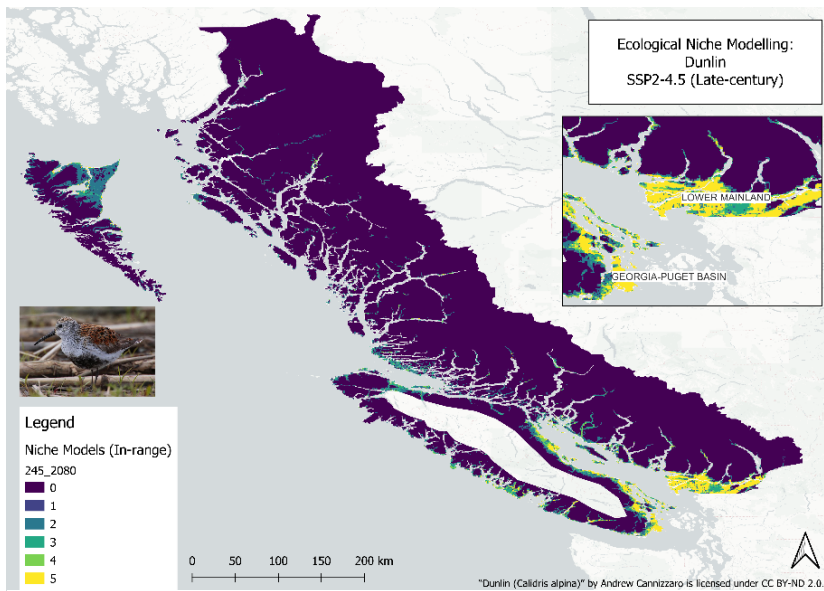 Ecological Niche Modelling:
Dunlin
SSP2-4.5 (Late-century)
LOWER MAINLAND
GEORGIA-PUGET BASIN
Legend
Niche Models (In-range)
245_2080
0
1
2
3
4
5
0 50 100 150 200 km
"Dunlin (Calidris alpina)" by Andrew Cannizzaro is licensed under CC BY-ND 2.0.